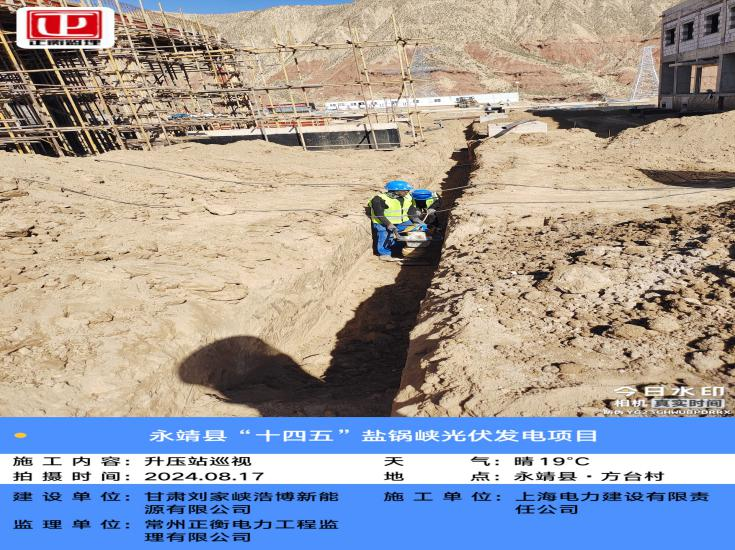 正衡监理
今日水印
相机 真实时间
永靖县“十四五”盐锅峡光伏发电项目
施工内容：升压站巡视
天气：晴 19℃
拍摄时间：2024.08.17
地点：永靖县·方台村
建设单位：甘肃刘家峡浩博新能
源有限公司
施工单位：上海电力建设有限责
任公司
监理单位：常州正衡电力工程监
理有限公司